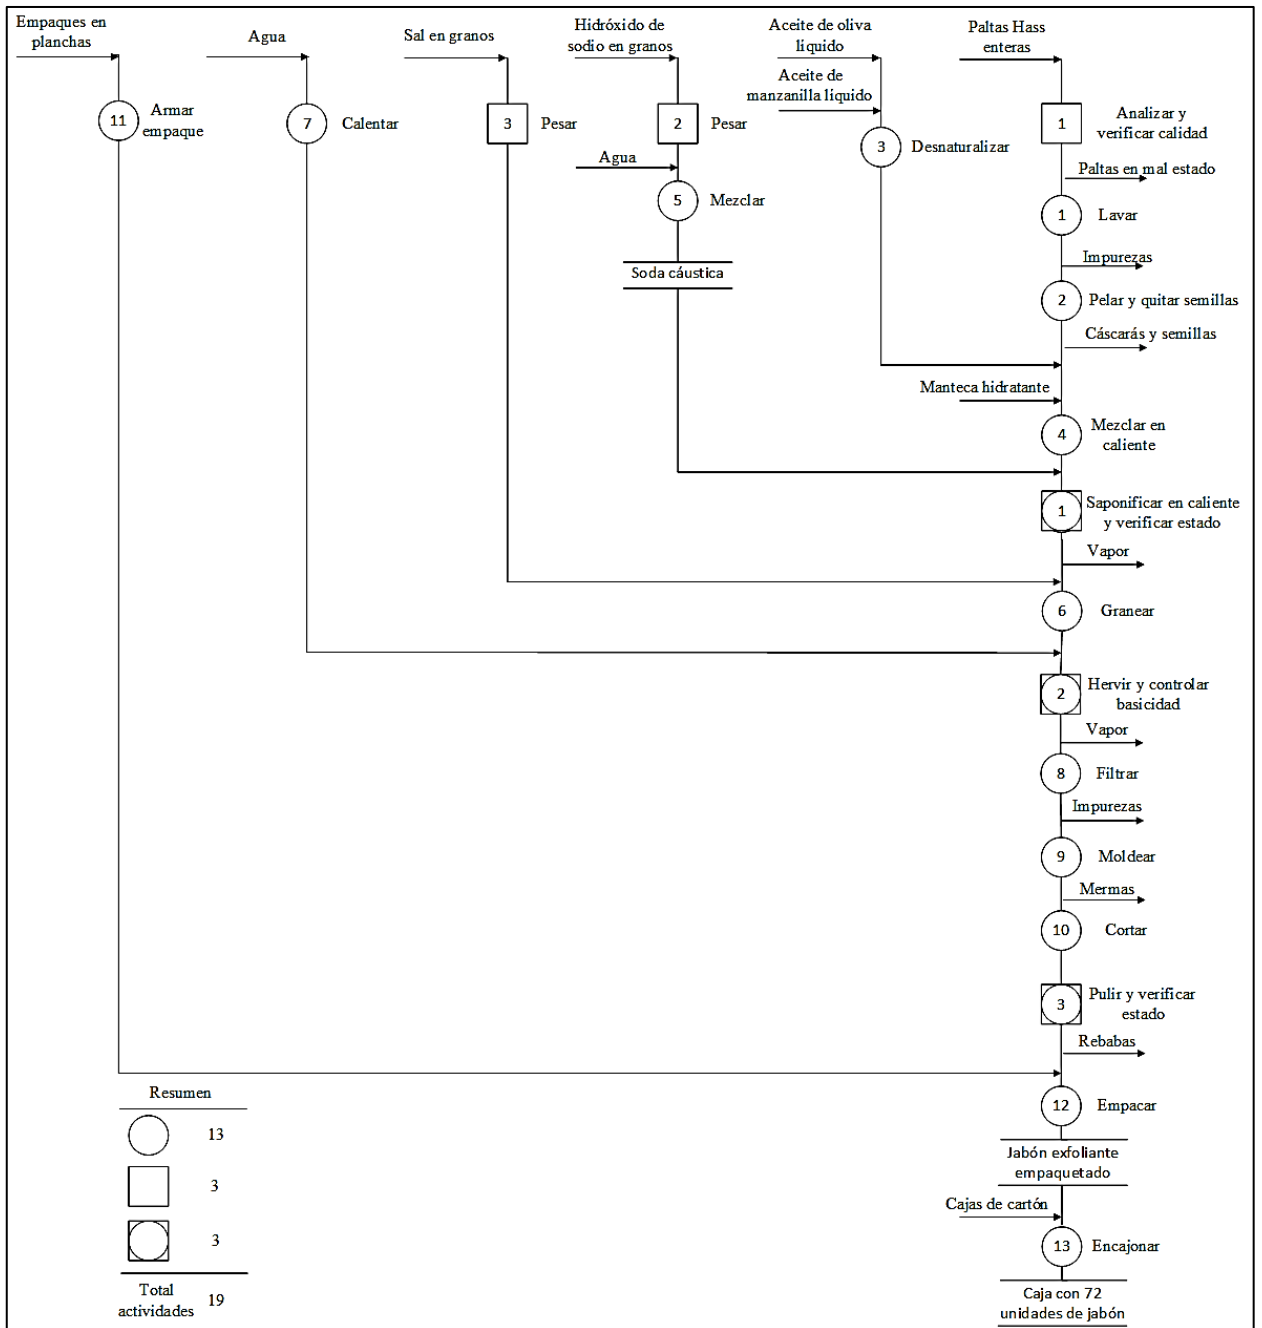 Empaques en
planchas
Agua
Sal en granos
Hidróxido de
sodio en granos
Aceite de oliva
líquido
Aceite de
manzanilla líquido
Paltas Hass
enteras
11
Armar
empaque
7
Calentar
3
Pesar
2
Pesar
Agua
5
Mezclar
Soda cáustica
3
Desnaturalizar
1
Analizar y
verificar calidad
Paltas en mal estado
1
Lavar
Impurezas
2
Pelar y quitar semillas
Cáscarás y semillas
Manteca hidratante
4
Mezclar en
caliente
1
Saponificar en caliente
y verificar estado
Vapor
6
Granear
2
Hervir y controlar
basicidad
Vapor
8
Filtrar
Impurezas
9
Moldear
Mermas
10
Cortar
3
Pulir y verificar
estado
Rebabas
12
Empacar
Jabón exfoliante
empaquetado
Cajas de cartón
13
Encajonar
Caja con 72
unidades de jabón
Resumen
13
3
3
Total
actividades
19